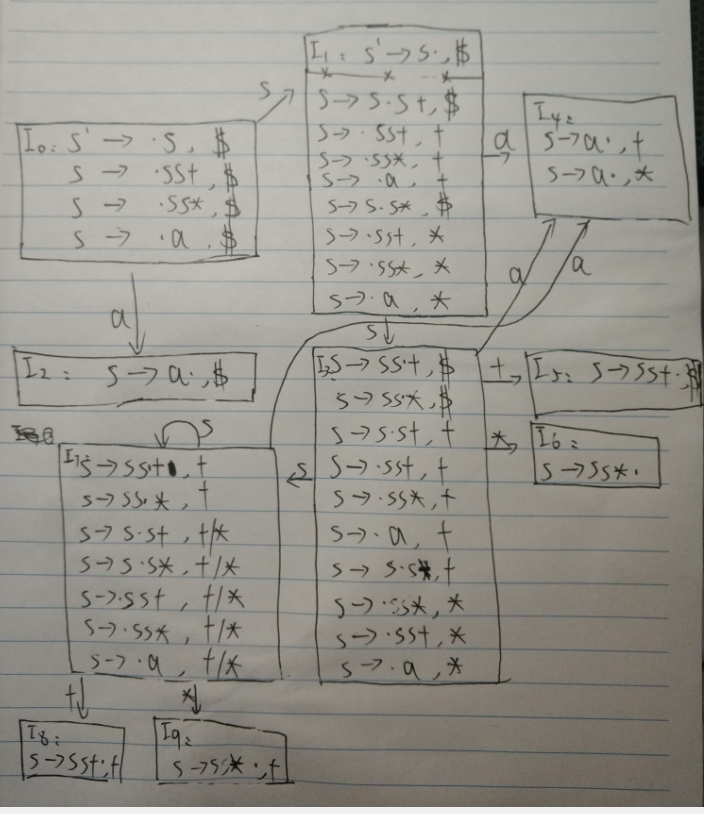 I₀: S' → ·S, $
S → ·SS+, $
S → ·SS*, $
S → ·a, $
S
I₁: S' → S·, $
S → S·S+, $
S → ·SS+, +
S → ·SS*, +
S → ·a, +
S → S·S*, $
S → ·SS+, *
S → ·SS*, *
S → ·a, *
a
I₄:
S → a·, +
S → a·, *
a
a
a
S
I₂: S → a·, $
I₃ S → SS·+, $
S → SS·*, $
S → S·S+, +
S → ·SS+, +
S → ·SS*, +
S → ·a, +
S → S·S*, +
S → ·SS*, *
S → ·SS+, *
S → ·a, *
+
I₅: S → SS+·, $
*
I₆:
S → SS*·
S
S
I₇: S → SS·+, +
S → SS·*, +
S → S·S+, +/*
S → S·S*, +/*
S → ·SS+, +/*
S → ·SS*, +/*
S → ·a, +/*
+
*
I₈:
S → SS+·, +
I₉:
S → SS*·, +